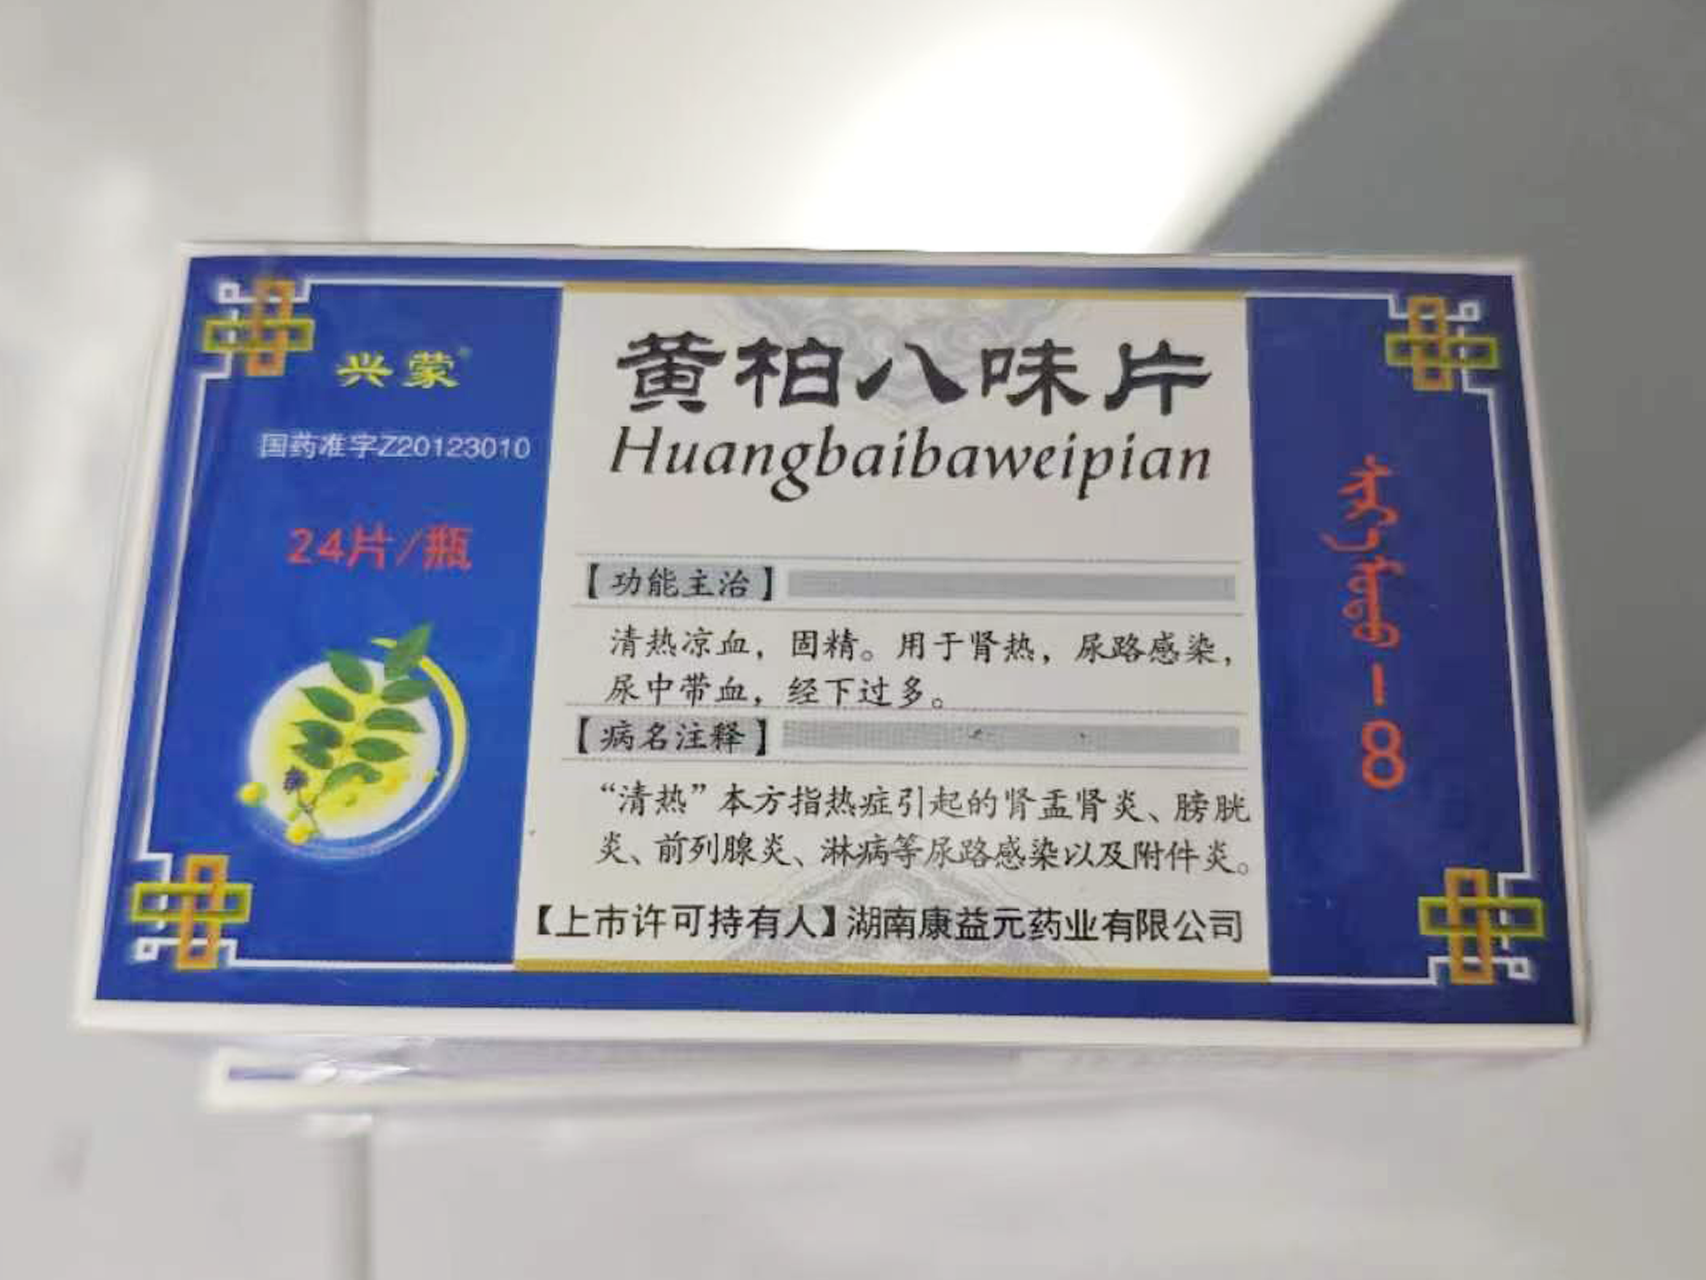 兴蒙®
国药准字Z20123010
24片/瓶
黄柏八味片
Huangbaibaweipian
【功能主治】
清热凉血，固精。用于肾热，尿路感染，
尿中带血，经下过多。
【病名注释】
“清热”本方指热症引起的肾盂肾炎、膀胱
炎、前列腺炎、淋病等尿路感染以及附件炎。
【上市许可持有人】湖南康益元药业有限公司
-8